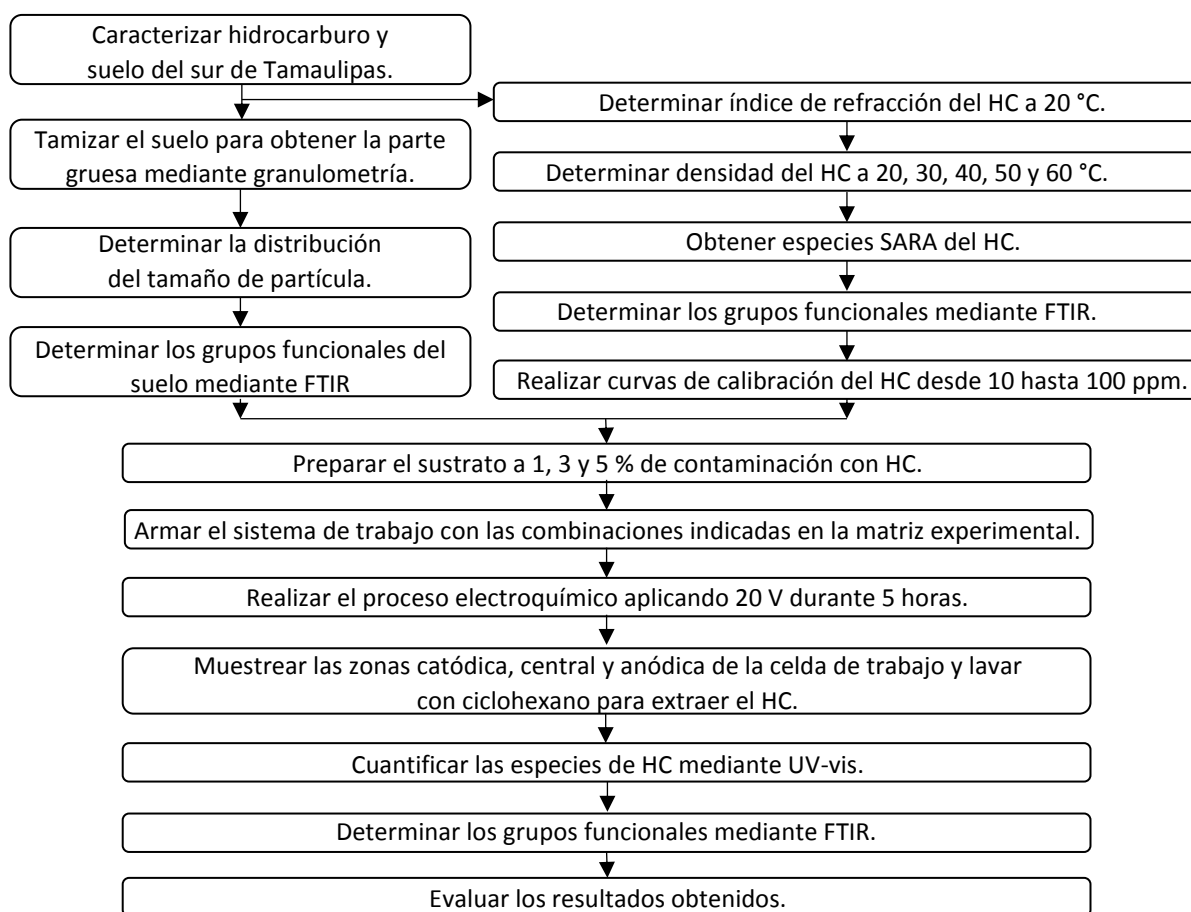 Caracterizar hidrocarburo y
suelo del sur de Tamaulipas.
Tamizar el suelo para obtener la parte
gruesa mediante granulometría.
Determinar la distribución
del tamaño de partícula.
Determinar los grupos funcionales del
suelo mediante FTIR
Determinar índice de refracción del HC a 20 °C.
Determinar densidad del HC a 20, 30, 40, 50 y 60 °C.
Obtener especies SARA del HC.
Determinar los grupos funcionales mediante FTIR.
Realizar curvas de calibración del HC desde 10 hasta 100 ppm.
Preparar el sustrato a 1, 3 y 5 % de contaminación con HC.
Armar el sistema de trabajo con las combinaciones indicadas en la matriz experimental.
Realizar el proceso electroquímico aplicando 20 V durante 5 horas.
Muestrear las zonas catódica, central y anódica de la celda de trabajo y lavar
con ciclohexano para extraer el HC.
Cuantificar las especies de HC mediante UV-vis.
Determinar los grupos funcionales mediante FTIR.
Evaluar los resultados obtenidos.